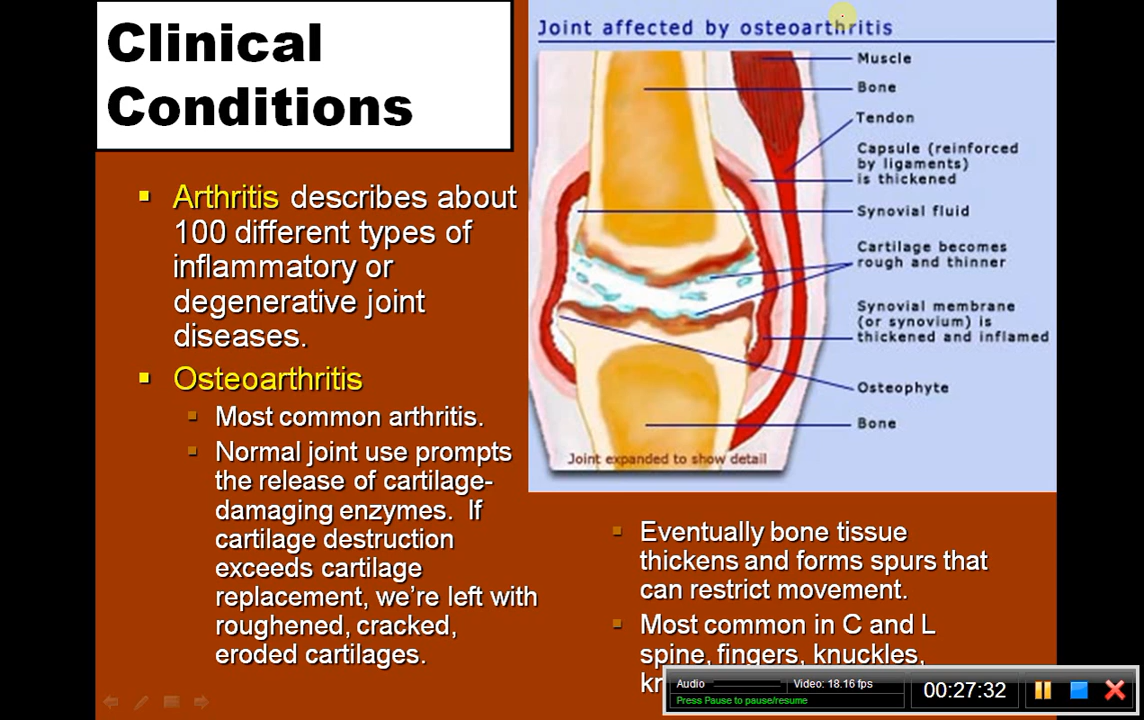 Clinical
Conditions
Arthritis describes about
100 different types of
inflammatory or
degenerative joint
diseases.
Osteoarthritis
Most common arthritis.
Normal joint use prompts
the release of cartilage-
damaging enzymes. If
cartilage destruction
exceeds cartilage
replacement, we're left with
roughened, cracked,
eroded cartilages.
Joint affected by osteoarthritis
Muscle
Bone
Tendon
Capsule (reinforced
by ligaments)
is thickened
Synovial fluid
Cartilage becomes
rough and thinner
Synovial membrane
(or synovium) is
thickened and inflamed
Osteophyte
Bone
Joint expanded to show detail
Eventually bone tissue
thickens and forms spurs that
can restrict movement.
Most common in C and L
spine, fingers, knuckles,
Audio
Video: 18.16 fps
Press Pause to pause/resume
00:27:32